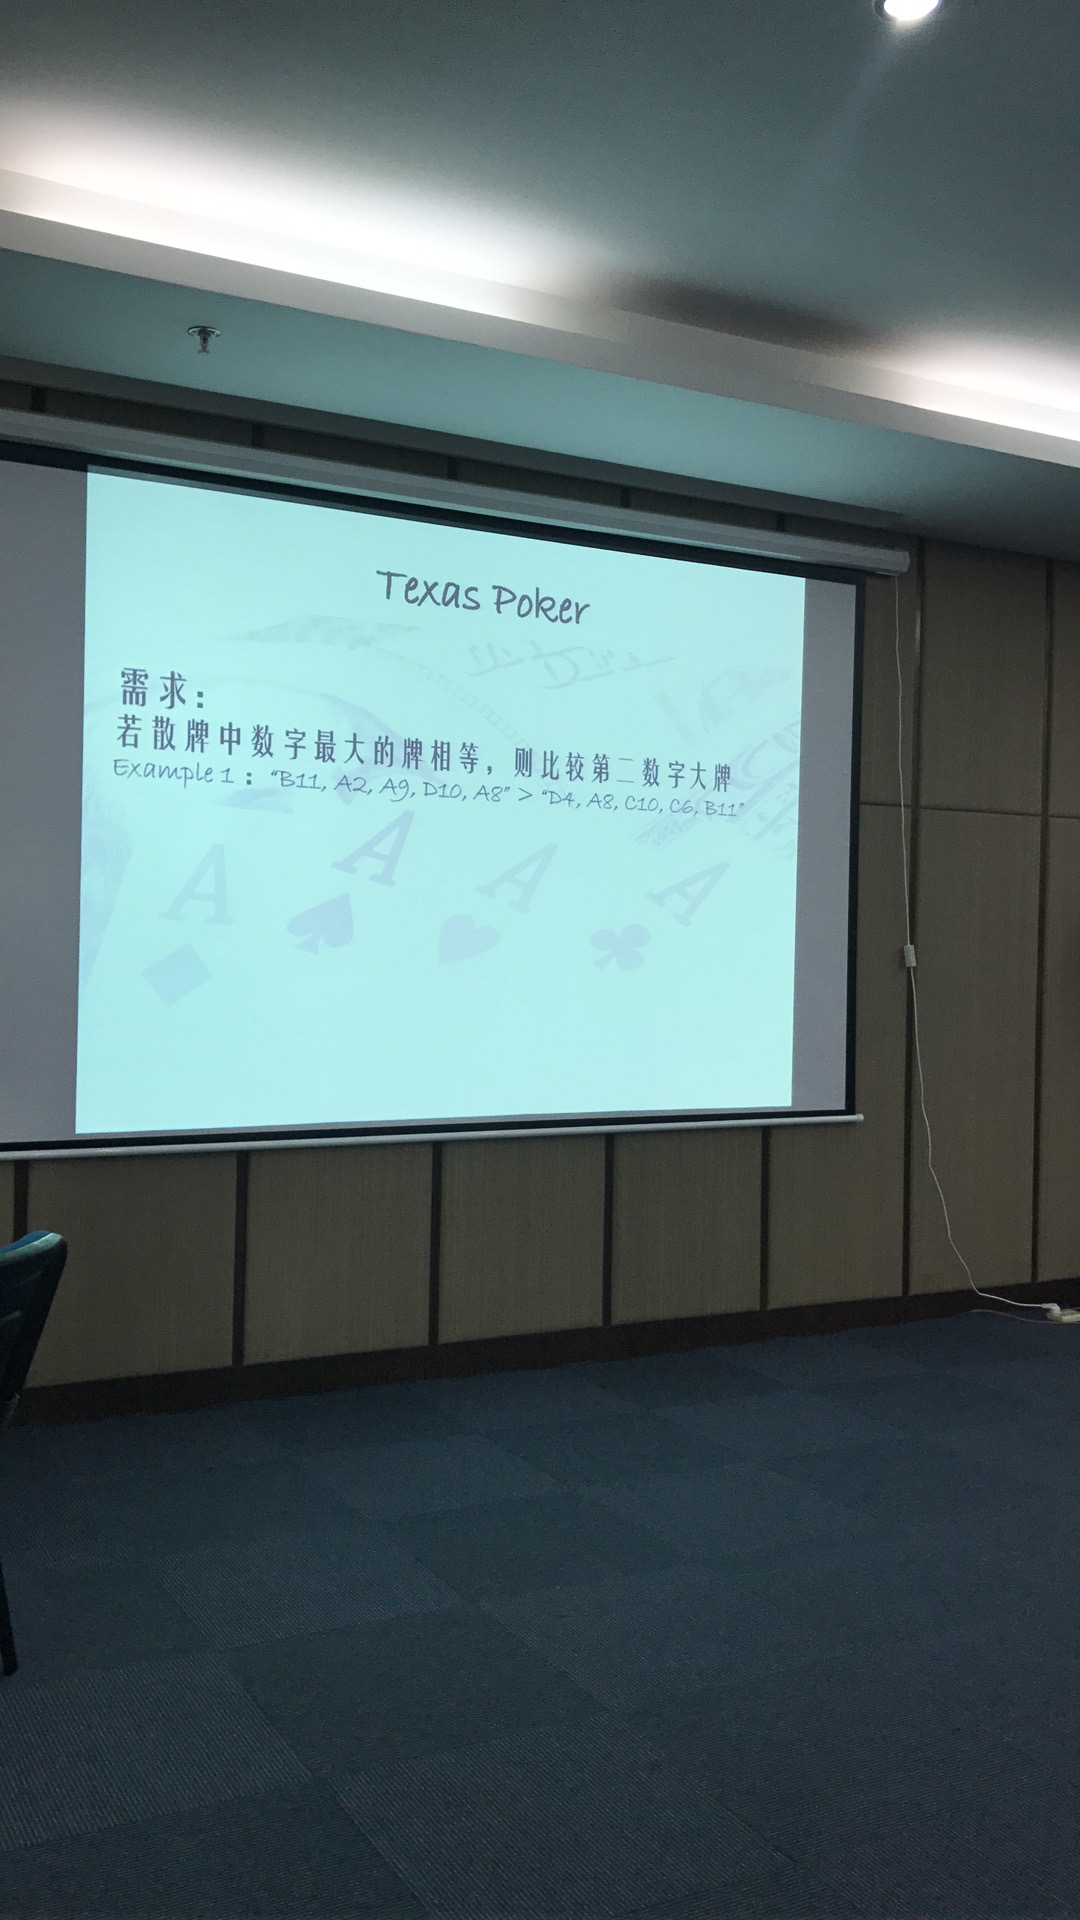 Texas Poker
需求：
若散牌中数字最大的牌相等，则比较第二数字大牌
Example 1： “B11, A2, A9, D10, A8” > “D4, A8, C10, C6, B11”
A A A A